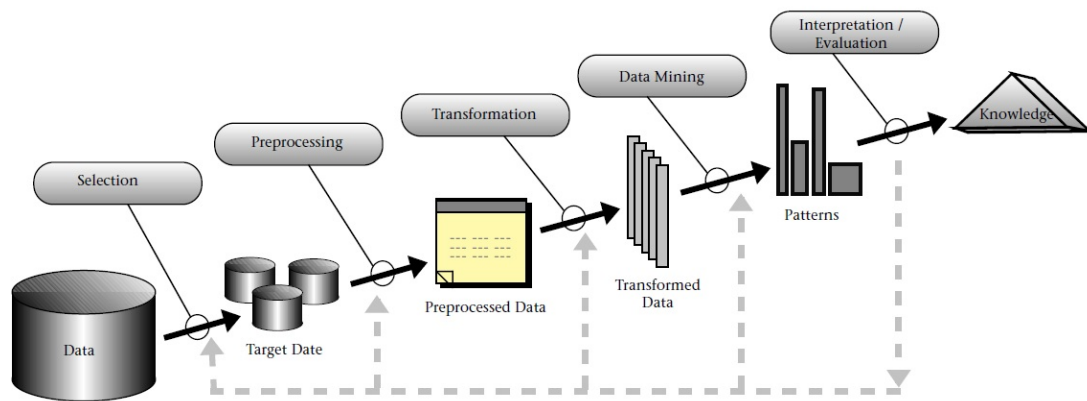 Interpretation /
Evaluation
Data Mining
Transformation
Preprocessing
Selection
Data
Target Date
Preprocessed Data
Transformed
Data
Patterns
Knowledge